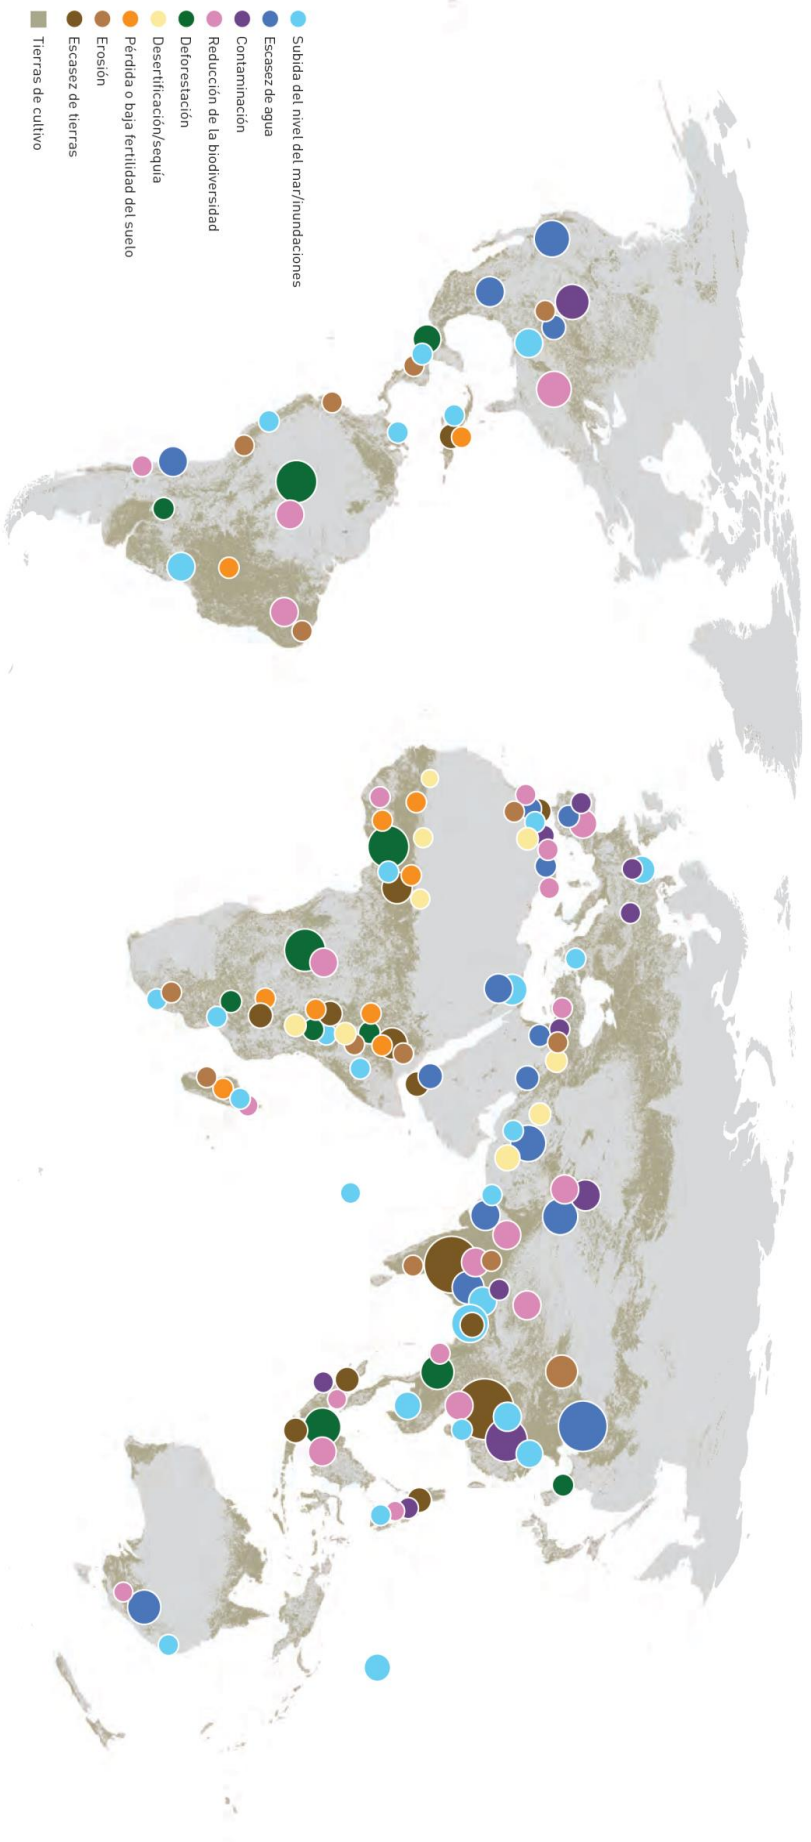 Subida del nivel del mar/inundaciones
Escasez de agua
Contaminación
Reducción de la biodiversidad
Deforestación
Desertificación/sequía
Pérdida o baja fertilidad del suelo
Erosión
Escasez de tierras
Tierras de cultivo